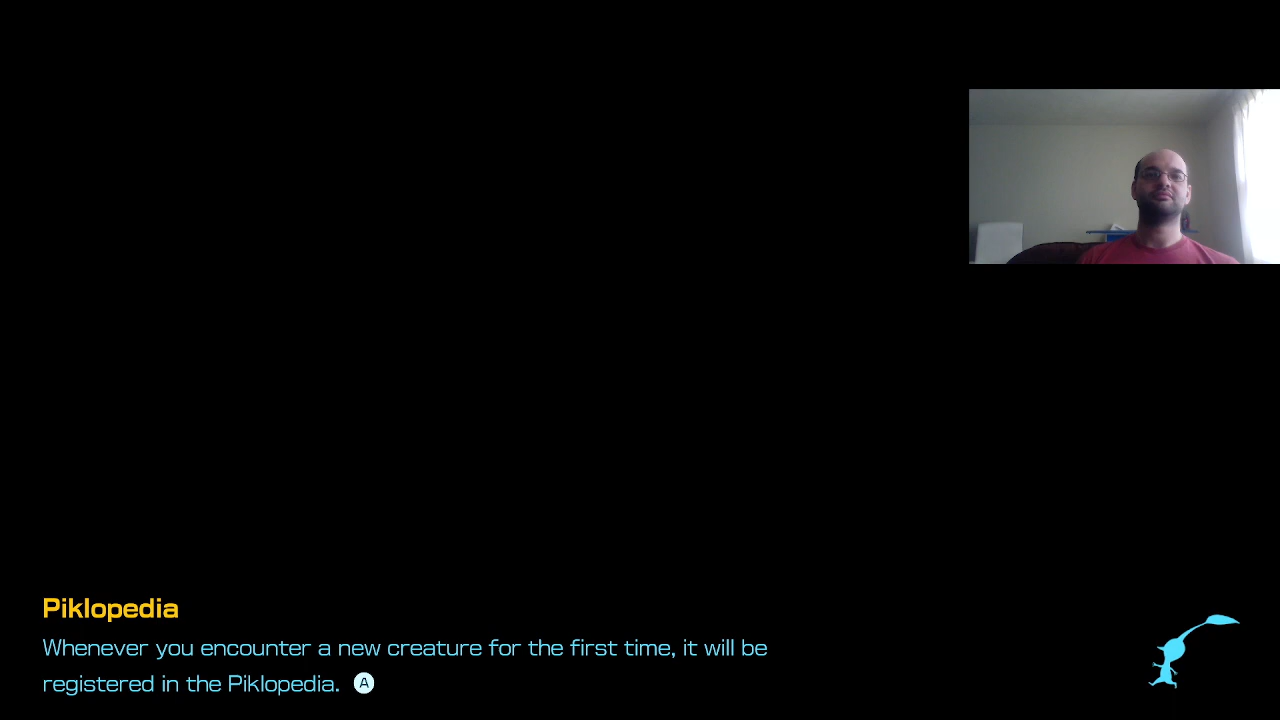 Piklopedia
Whenever you encounter a new creature for the first time, it will be
registered in the Piklopedia. A